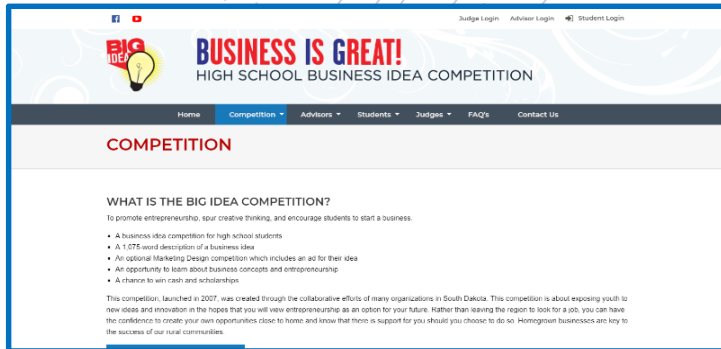 Judge Login Advisor Login Student Login
BIG
IDEA
BUSINESS IS GREAT!
HIGH SCHOOL BUSINESS IDEA COMPETITION
Home Competition Advisors Students Judges FAQ's Contact Us
COMPETITION
WHAT IS THE BIG IDEA COMPETITION?
To promote entrepreneurship, spur creative thinking, and encourage students to start a business.
• A business idea competition for high school students
• A 1,075-word description of a business idea
• An optional Marketing Design competition which includes an ad for their idea
• An opportunity to learn about business concepts and entrepreneurship
• A chance to win cash and scholarships
This competition, launched in 2007, was created through the collaborative efforts of many organizations in South Dakota. This competition is about exposing youth to
new ideas and innovation in the hopes that you will view entrepreneurship as an option for your future. Rather than leaving the region to look for a job, you can have
the confidence to create your own opportunities close to home and know that there is support for you should you choose to do so. Homegrown businesses are key to
the success of our rural communities.